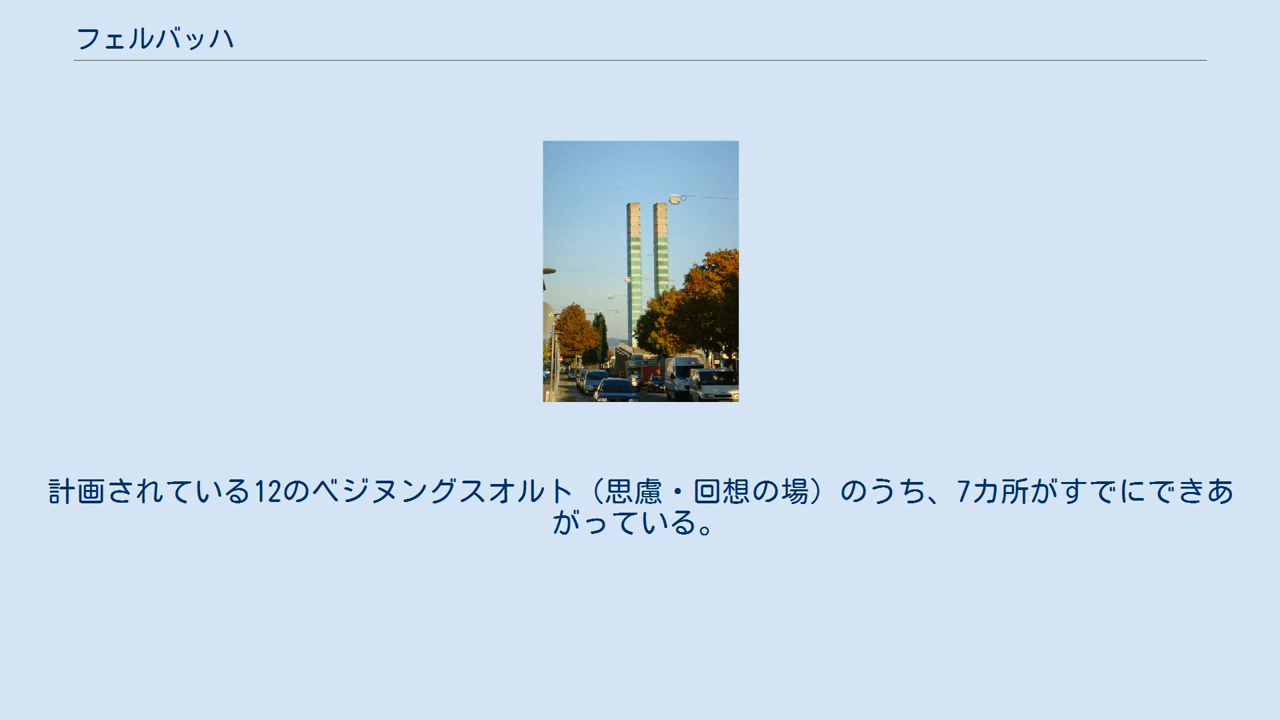 フェルバッハ
計画されている12のベジヌングスオルト（思慮・回想の場）のうち、7カ所がすでにできあ
がっている。